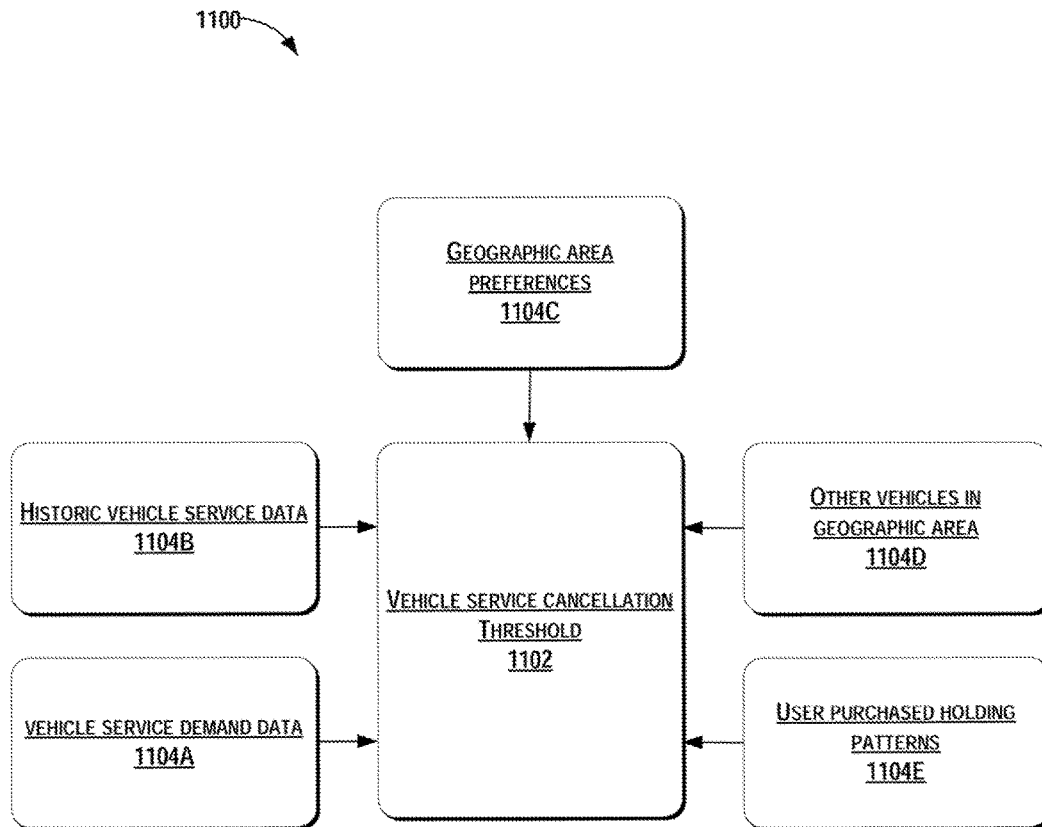 1100
GEOGRAPHIC AREA
PREFERENCES
1104C
HISTORIC VEHICLE SERVICE DATA
1104B
OTHER VEHICLES IN
GEOGRAPHIC AREA
1104D
VEHICLE SERVICE CANCELLATION
THRESHOLD
1102
VEHICLE SERVICE DEMAND DATA
1104A
USER PURCHASED HOLDING
PATTERNS
1104E